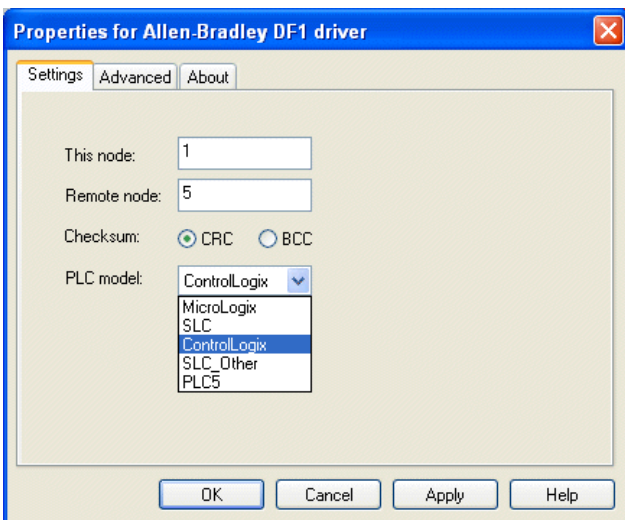 Properties for Allen-Bradley DF1 driver
Settings Advanced About
This node: 1
Remote node: 5
Checksum: CRC BCC
PLC model: ControlLogix
MicroLogix
SLC
ControlLogix
SLC_Other
PLC5
OK Cancel Apply Help